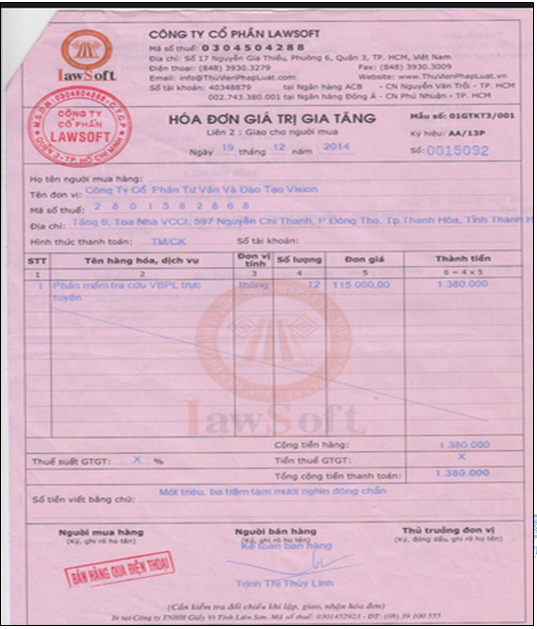 CÔNG TY CỔ PHẦN LAWSOFT
Mã số thuế: 0304504288
Địa chỉ: Số 17 Nguyễn Gia Thiều, Phường 6, Quận 3, TP. HCM, Việt Nam
Điện thoại: (848) 3930.3279 Fax: (848) 3930.3009
Email: info@ThuVienPhapLuat.com Website: www.ThuVienPhapLuat.vn
Số tài khoản: 40348879 tại Ngân hàng ACB - CN Nguyễn Văn Trỗi - TP. HCM
002.743.380.001 tại Ngân hàng Đông Á - CN Phú Nhuận - TP. HCM
LawSoft
M.S.D.N: 0304504288 - C.T.C.P
CÔNG TY
CỔ PHẦN
LAWSOFT
QUẬN 3 - TP. HỒ CHÍ MINH
HÓA ĐƠN GIÁ TRỊ GIA TĂNG
Liên 2 : Giao cho người mua
Ngày 19 tháng 12 năm 2014
Mẫu số: 01GTKT3/001
Ký hiệu: AA/13P
Số: 0015092
Họ tên người mua hàng:
Tên đơn vị: Công Ty Cổ Phần Tư Vấn Và Đào Tạo Vision
Mã số thuế: 2801582868
Địa chỉ: Tầng 6, Toà Nhà VCCI, 597 Nguyễn Chí Thanh, P Đông Thọ, Tp.Thanh Hóa, Tỉnh Thanh H
Hình thức thanh toán: TM/CK Số tài khoản:
STT Tên hàng hóa, dịch vụ Đơn vị tính Số lượng Đơn giá Thành tiền
1 2 3 4 5 6 = 4 x 5
1 Phần mềm tra cứu VBPL trực tuyến tháng 12 115.000,00 1.380.000
LawSoft
Cộng tiền hàng: 1.380.000
Thuế suất GTGT: X % Tiền thuế GTGT: X
Tổng cộng tiền thanh toán: 1.380.000
Số tiền viết bằng chữ: Một triệu, ba trăm tám mươi nghìn đồng chẵn
Người mua hàng Người bán hàng Thủ trưởng đơn vị
(Ký, ghi rõ họ tên) (Ký, ghi rõ họ tên) (Ký, đóng dấu, ghi rõ họ tên)
Kế toán bán hàng
BÁN HÀNG QUA ĐIỆN THOẠI
Trịnh Thị Thùy Linh
(Cần kiểm tra đối chiếu khi lập, giao, nhận hóa đơn)
In tại Công ty TNHH Giấy Vi Tính Liên Sơn. Mã số thuế: 0301452923 - ĐT: (08) 39 100 555